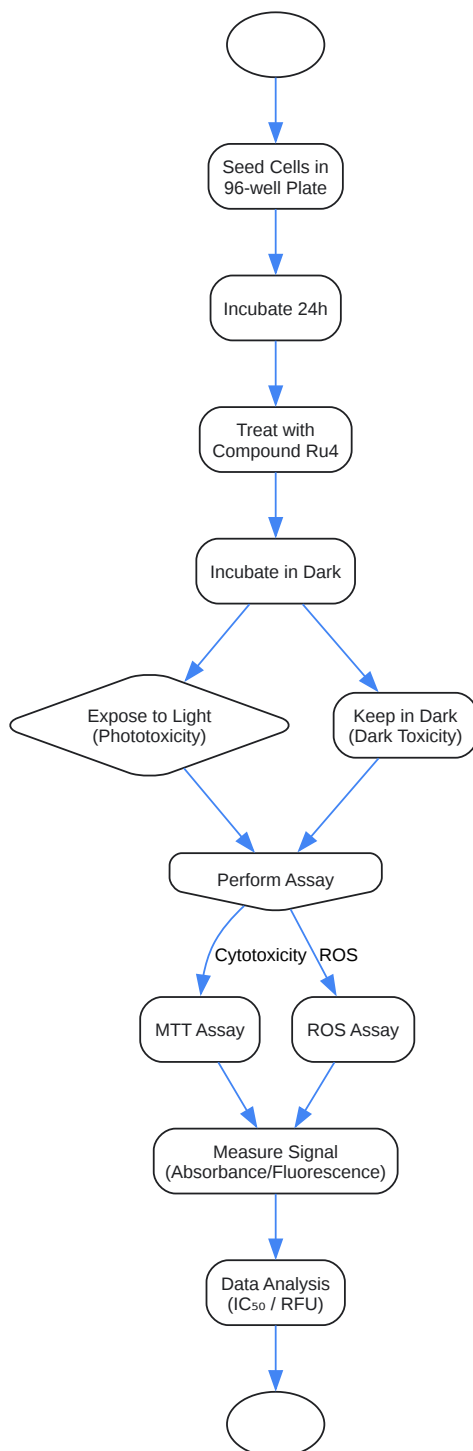 Seed Cells in
96-well Plate
Incubate 24h
Treat with
Compound Ru4
Incubate in Dark
Expose to Light
(Phototoxicity)
Keep in Dark
(Dark Toxicity)
Perform Assay
Cytotoxicity
ROS
MTT Assay
ROS Assay
Measure Signal
(Absorbance/Fluorescence)
Data Analysis
(IC₅₀ / RFU)